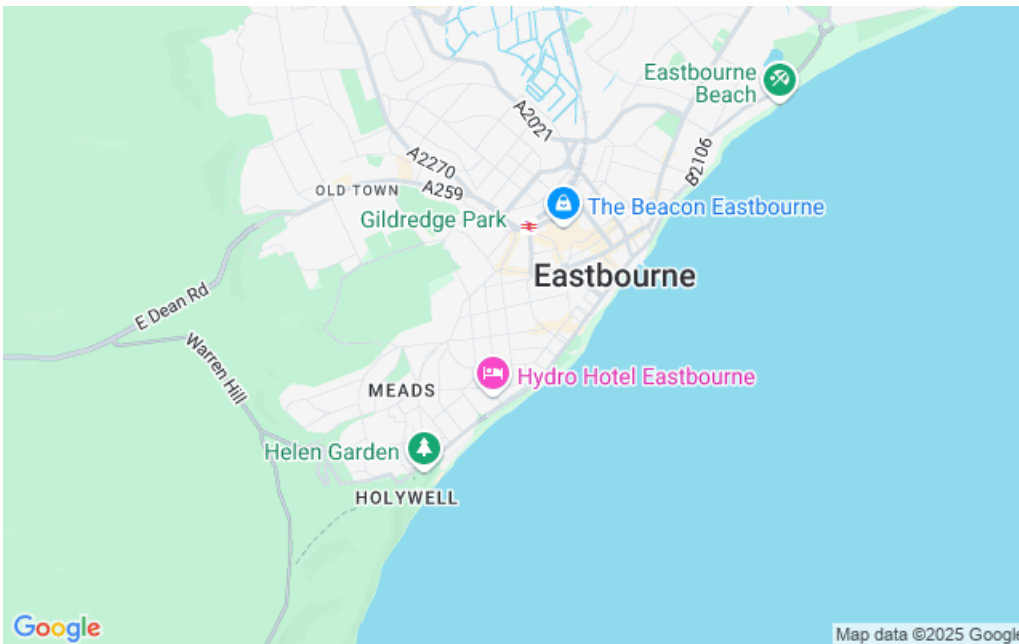 Eastbourne
Beach
A2021
B2106
A2270
OLD TOWN
A259
Gildredge Park
The Beacon Eastbourne
Eastbourne
E Dean Rd
Warren Hill
Hydro Hotel Eastbourne
MEADS
Helen Garden
HOLYWELL
Google
Map data ©2025 Google